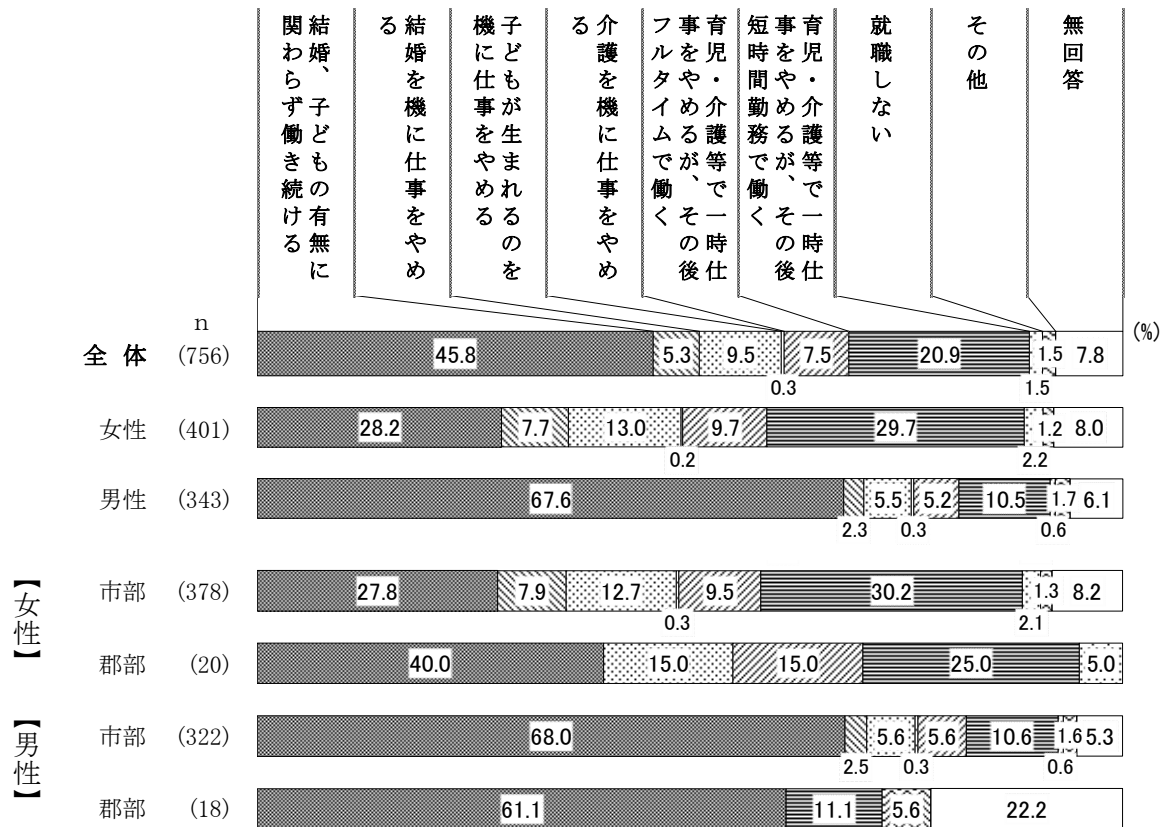 結婚、子どもの有無に
関わらず働き続ける
結婚を機に仕事をやめ
る
子どもが生まれるのを
機に仕事をやめる
介護を機に仕事をやめ
る
育児・介護等で一時仕
事をやめるが、その後
フルタイムで働く
育児・介護等で一時仕
事をやめるが、その後
短時間勤務で働く
就職しない
その他
無回答
n
(%)
全 体 (756) 45.8 5.3 9.5 7.5 20.9 1.5 7.8
0.3 1.5
女性 (401) 28.2 7.7 13.0 9.7 29.7 1.2 8.0
0.2 2.2
男性 (343) 67.6 5.5 5.2 10.5 1.7 6.1
2.3 0.3 0.6
【女性】
市部 (378) 27.8 7.9 12.7 9.5 30.2 1.3 8.2
0.3 2.1
郡部 (20) 40.0 15.0 15.0 25.0 5.0
【男性】
市部 (322) 68.0 5.6 5.6 10.6 1.6 5.3
2.5 0.3 0.6
郡部 (18) 61.1 11.1 5.6 22.2